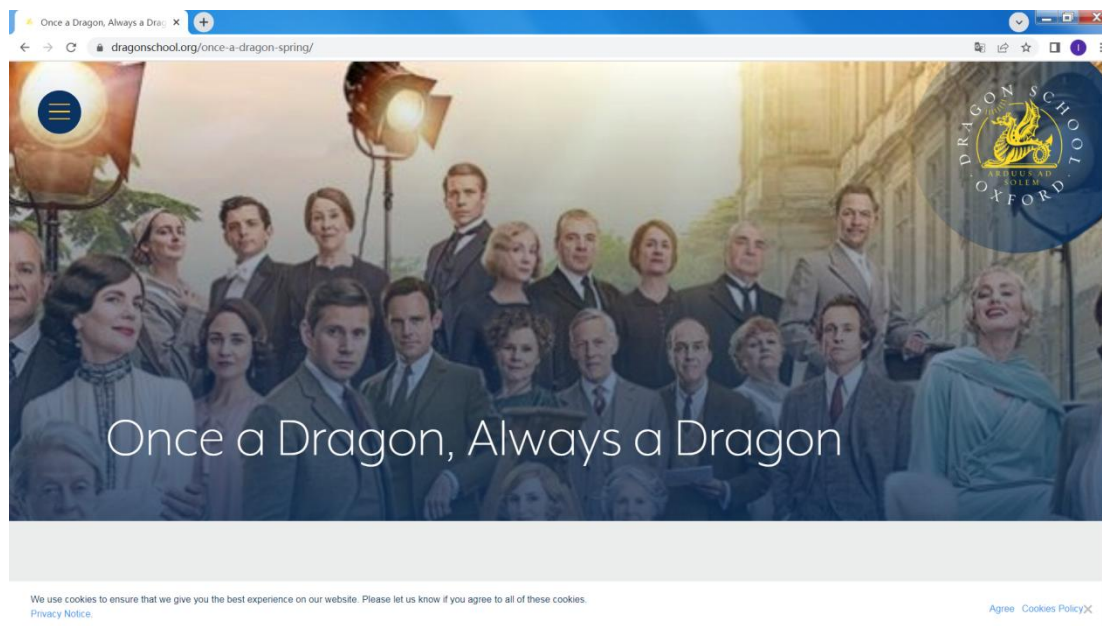 Once a Dragon, Always a Drag
dragonschool.org/once-a-dragon-spring/
I
DRAGON SCHOOL
ARDUUS AD
SOLEM
OXFORD
Once a Dragon, Always a Dragon
We use cookies to ensure that we give you the best experience on our website. Please let us know if you agree to all of these cookies.
Privacy Notice.
Agree Cookies Policy